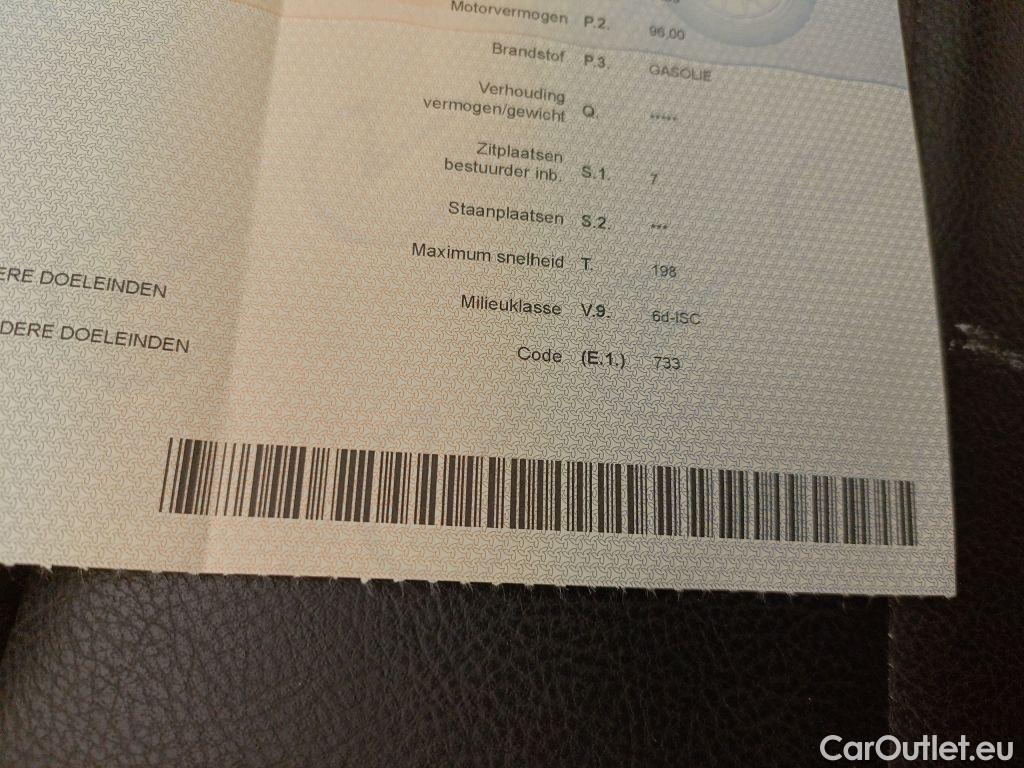 Motorvermogen P.2. 96.00
Brandstof P.3. GASOLIE
Verhouding
vermogen/gewicht Q. *****
Zitplaatsen
bestuurder inb. S.1. 7
Staanplaatsen S.2. ***
Maximum snelheid T. 198
Milieuklasse V.9. 6d-ISC
Code (E.1.) 733
ERE DOELEINDEN
DERE DOELEINDEN
CarOutlet.eu